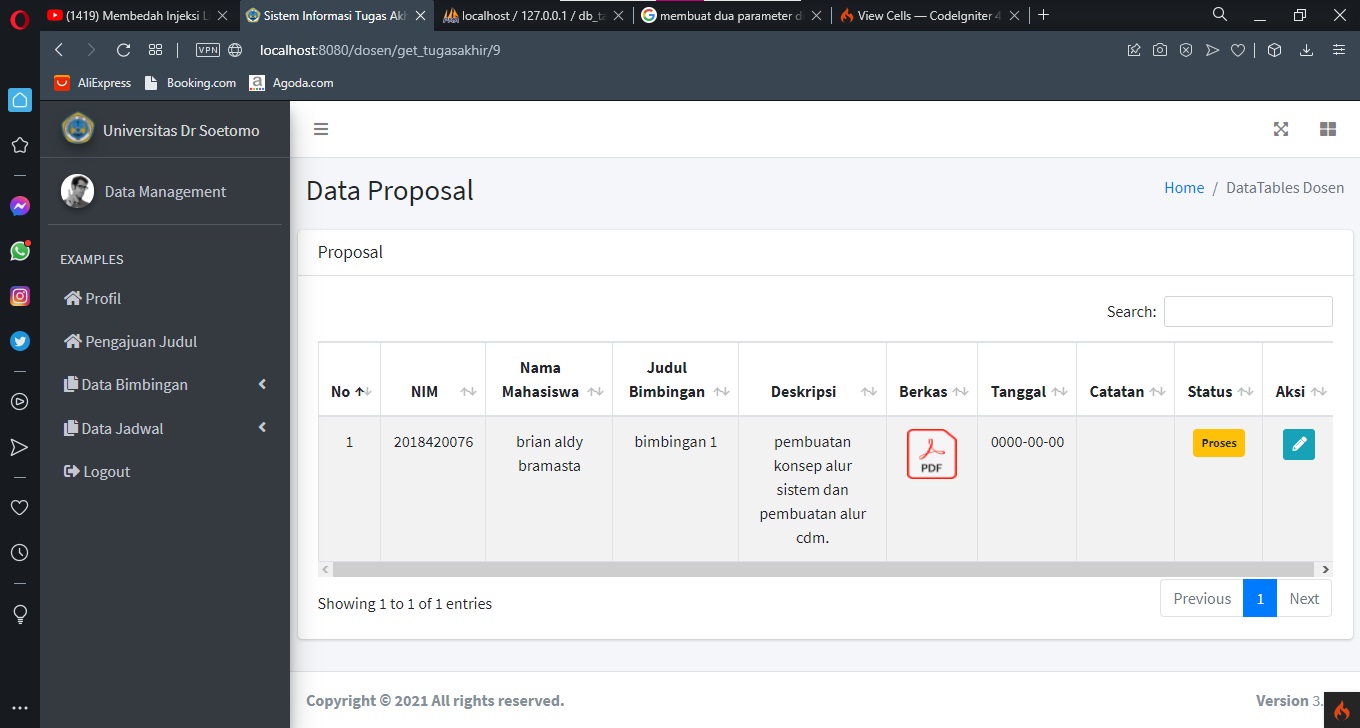 (1419) Membedah Injeksi L
Sistem Informasi Tugas Akh
localhost / 127.0.0.1 / db_ta
membuat dua parameter d
View Cells — CodeIgniter 4
VPN
localhost:8080/dosen/get_tugasakhir/9
AliExpress
Booking.com
Agoda.com
Universitas Dr Soetomo
Data Management
EXAMPLES
Profil
Pengajuan Judul
Data Bimbingan
Data Jadwal
Logout
Data Proposal
Home / DataTables Dosen
Proposal
Search:
No
NIM
Nama
Mahasiswa
Judul
Bimbingan
Deskripsi
Berkas
Tanggal
Catatan
Status
Aksi
1
2018420076
brian aldy
bramasta
bimbingan 1
pembuatan
konsep alur
sistem dan
pembuatan alur
cdm.
PDF
0000-00-00
Proses
Showing 1 to 1 of 1 entries
Previous
1
Next
Copyright © 2021 All rights reserved.
Version 3.